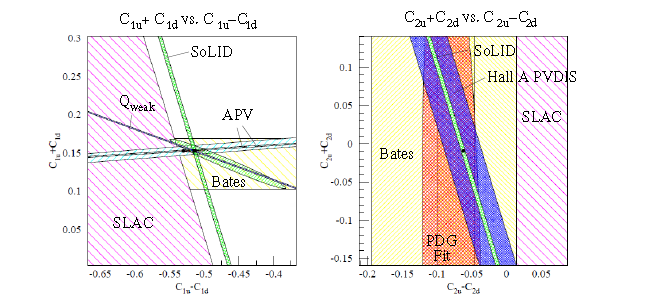 C1u+ C1d vs. C1u−C1d
0.3
0.25
0.2
0.15
0.1
0.05
C1u+C1d
SoLID
Qweak
APV
Bates
SLAC
-0.65 -0.6 -0.55 -0.5 -0.45 -0.4
C1u-C1d
C2u+C2d vs. C2u−C2d
0.1
0.05
0
-0.05
-0.1
-0.15
C2u+C2d
SoLID
Hall A PVDIS
SLAC
Bates
PDG
Fit
-0.2 -0.15 -0.1 -0.05 0 0.05
C2u-C2d